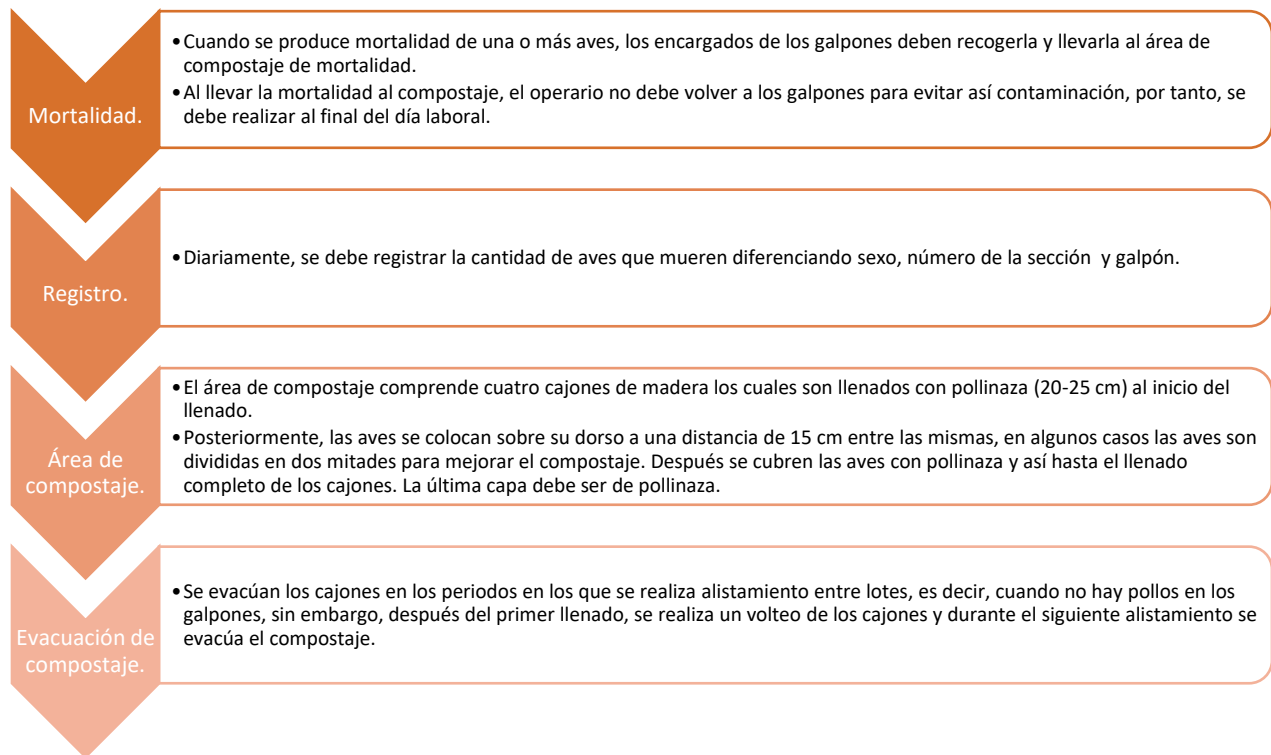 Mortalidad.
•Cuando se produce mortalidad de una o más aves, los encargados de los galpones deben recogerla y llevarla al área de
compostaje de mortalidad.
•Al llevar la mortalidad al compostaje, el operario no debe volver a los galpones para evitar así contaminación, por tanto, se
debe realizar al final del día laboral.
Registro.
•Diariamente, se debe registrar la cantidad de aves que mueren diferenciando sexo, número de la sección y galpón.
Área de
compostaje.
•El área de compostaje comprende cuatro cajones de madera los cuales son llenados con pollinaza (20-25 cm) al inicio del
llenado.
•Posteriormente, las aves se colocan sobre su dorso a una distancia de 15 cm entre las mismas, en algunos casos las aves son
divididas en dos mitades para mejorar el compostaje. Después se cubren las aves con pollinaza y así hasta el llenado
completo de los cajones. La última capa debe ser de pollinaza.
Evacuación de
compostaje.
•Se evacúan los cajones en los periodos en los que se realiza alistamiento entre lotes, es decir, cuando no hay pollos en los
galpones, sin embargo, después del primer llenado, se realiza un volteo de los cajones y durante el siguiente alistamiento se
evacúa el compostaje.